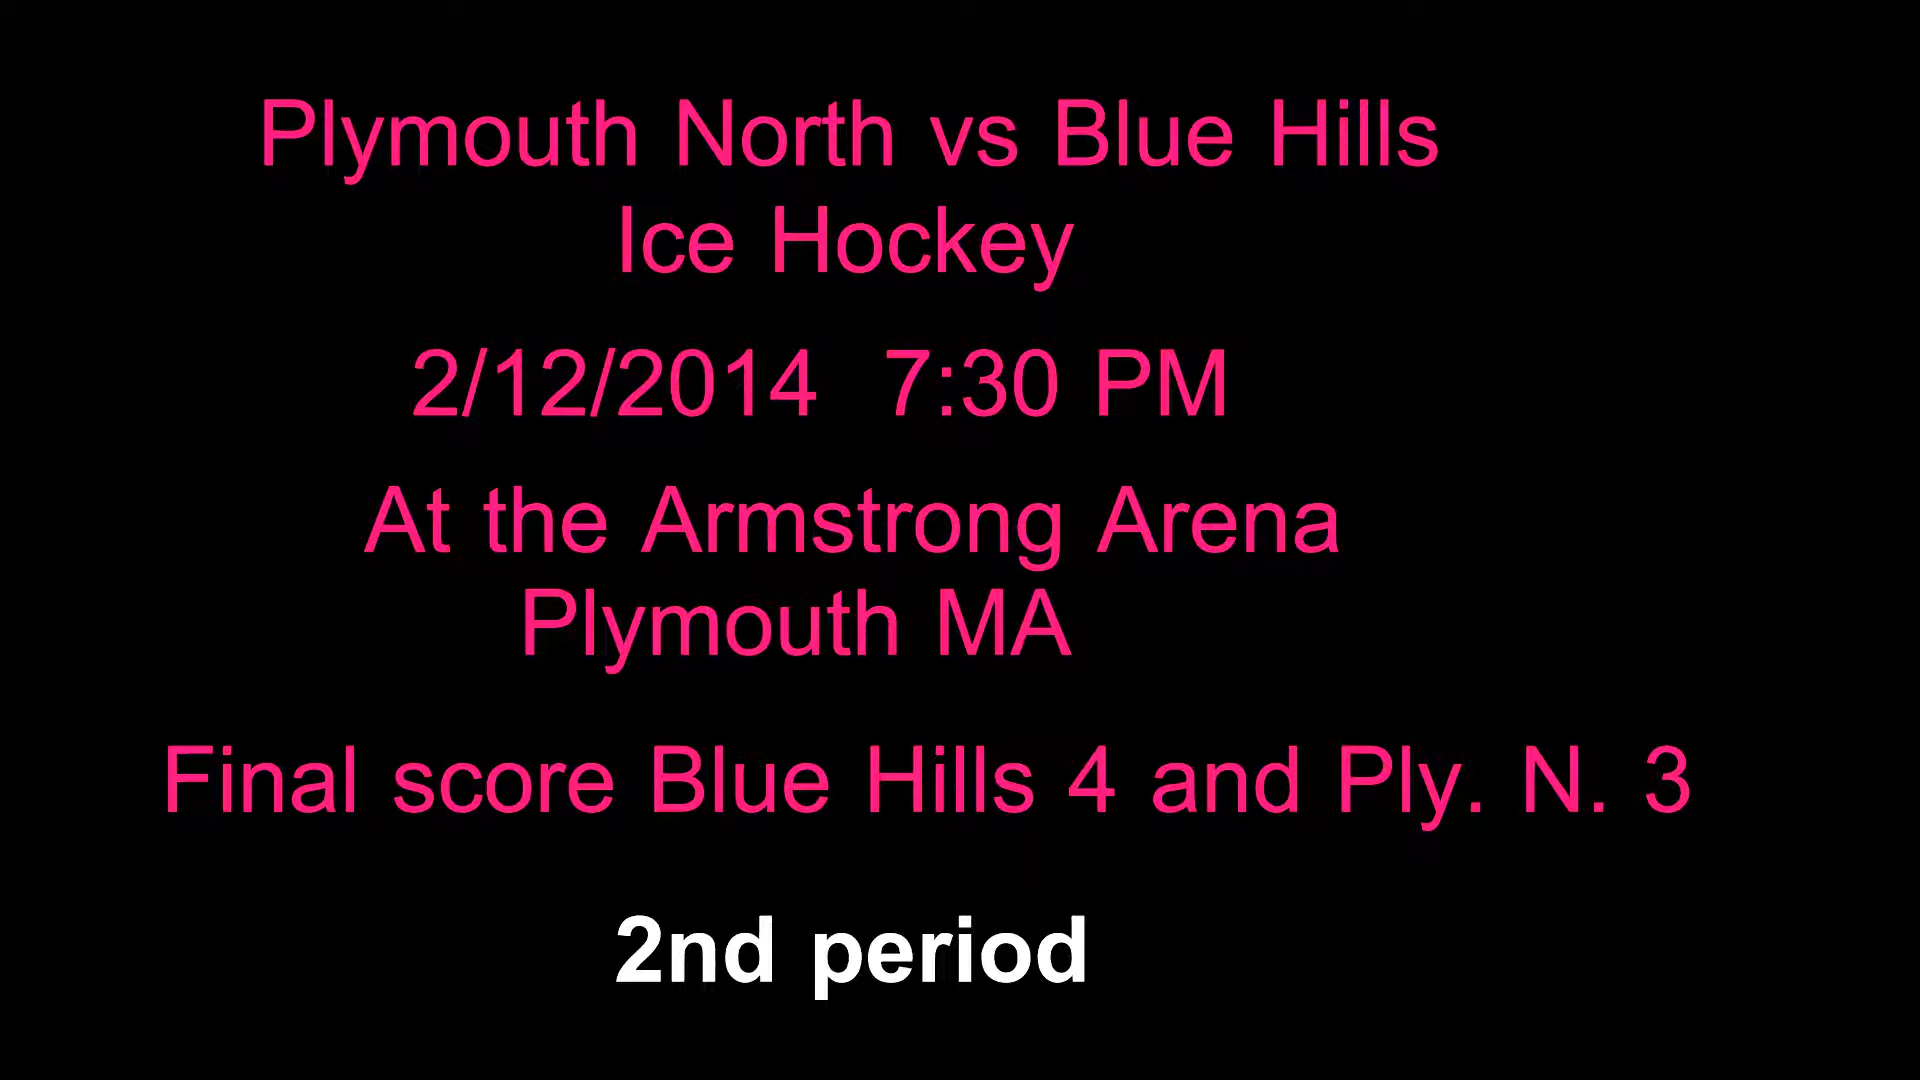 Plymouth North vs Blue Hills
Ice Hockey
2/12/2014  7:30 PM
At the Armstrong Arena
Plymouth MA
Final score Blue Hills 4 and Ply. N. 3
2nd period